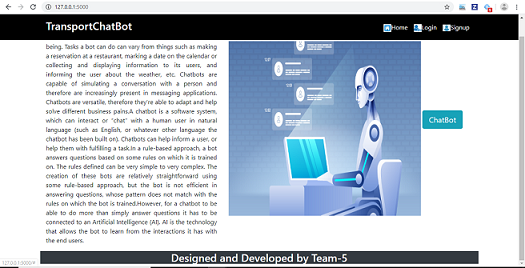 127.0.0.1:5000
TransportChatBot
Home Login Signup
being. Tasks a bot can do can vary from things such as making
a reservation at a restaurant, marking a date on the calendar or
collecting and displaying information to its users, and
informing the user about the weather, etc. Chatbots are
capable of simulating a conversation with a person and
therefore are increasingly present in messaging applications.
Chatbots are versatile, therefore they're able to adapt and help
solve different business pains.A chatbot is a software system,
which can interact or "chat" with a human user in natural
language (such as English, or whatever other language the
chatbot has been built on). Chatbots can help inform a user, or
help them with fulfilling a task.In a rule-based approach, a bot
answers questions based on some rules on which it is trained
on. The rules defined can be very simple to very complex. The
creation of these bots are relatively straightforward using
some rule-based approach, but the bot is not efficient in
answering questions, whose pattern does not match with the
rules on which the bot is trained.However, for a chatbot to be
able to do more than simply answer questions it has to be
connected to an Artificial Intelligence (AI). AI is the technology
that allows the bot to learn from the interactions it has with
the end users.
ChatBot
Designed and Developed by Team-5
127.0.0.1:5000/#